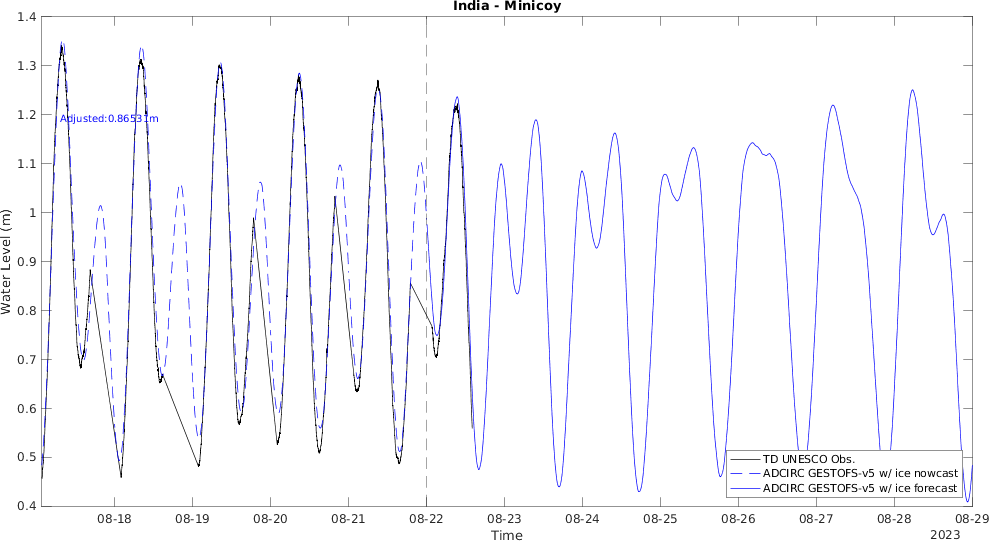 India - Minicoy
1.4
1.3
1.2
1.1
1
0.9
0.8
0.7
0.6
0.5
0.4
Water Level (m)
Adjusted:0.86531m
TD UNESCO Obs.
ADCIRC GESTOFS-v5 w/ ice nowcast
ADCIRC GESTOFS-v5 w/ ice forecast
08-18 08-19 08-20 08-21 08-22 08-23 08-24 08-25 08-26 08-27 08-28 08-29
Time
2023